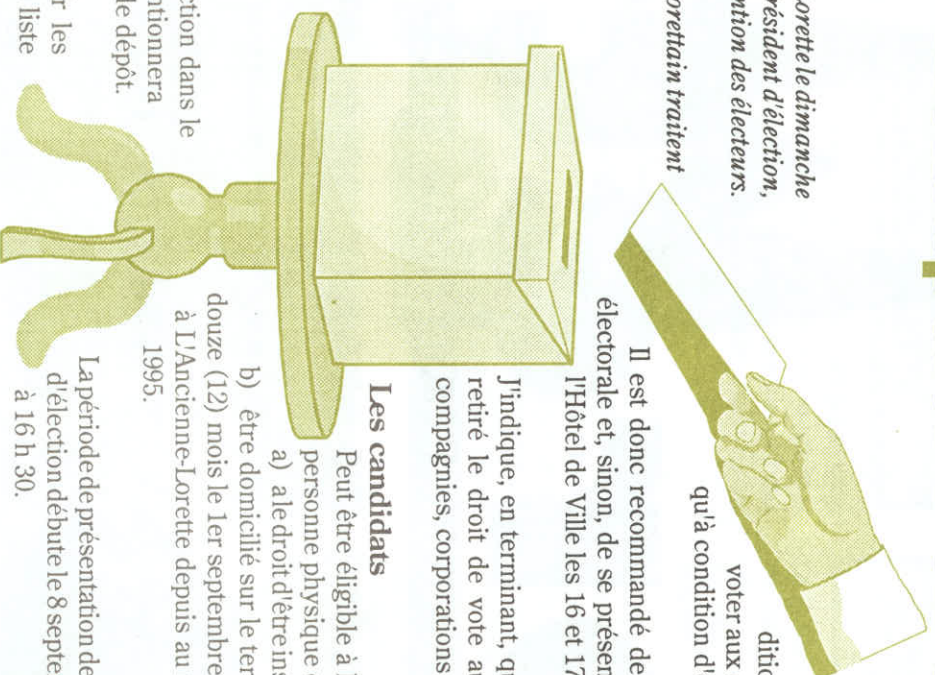 orette le dimanche
résident d'élection,
ntion des électeurs.
orettain traitent
ction dans le
ntionnera
le dépôt.
r les
liste
ditio
voter aux
qu'à condition d'
Il est donc recommandé de
électorale et, sinon, de se présen
l'Hôtel de Ville les 16 et 17
J'indique, en terminant, qu
retiré le droit de vote au
compagnies, corporations
Les candidats
Peut être éligible à l
personne physique
a) a le droit d'être ins
b) être domicilié sur le ter
douze (12) mois le 1er septembre
à L'Ancienne-Lorette depuis au
1995.
La période de présentation de
d'élection débute le 8 septe
à 16 h 30.